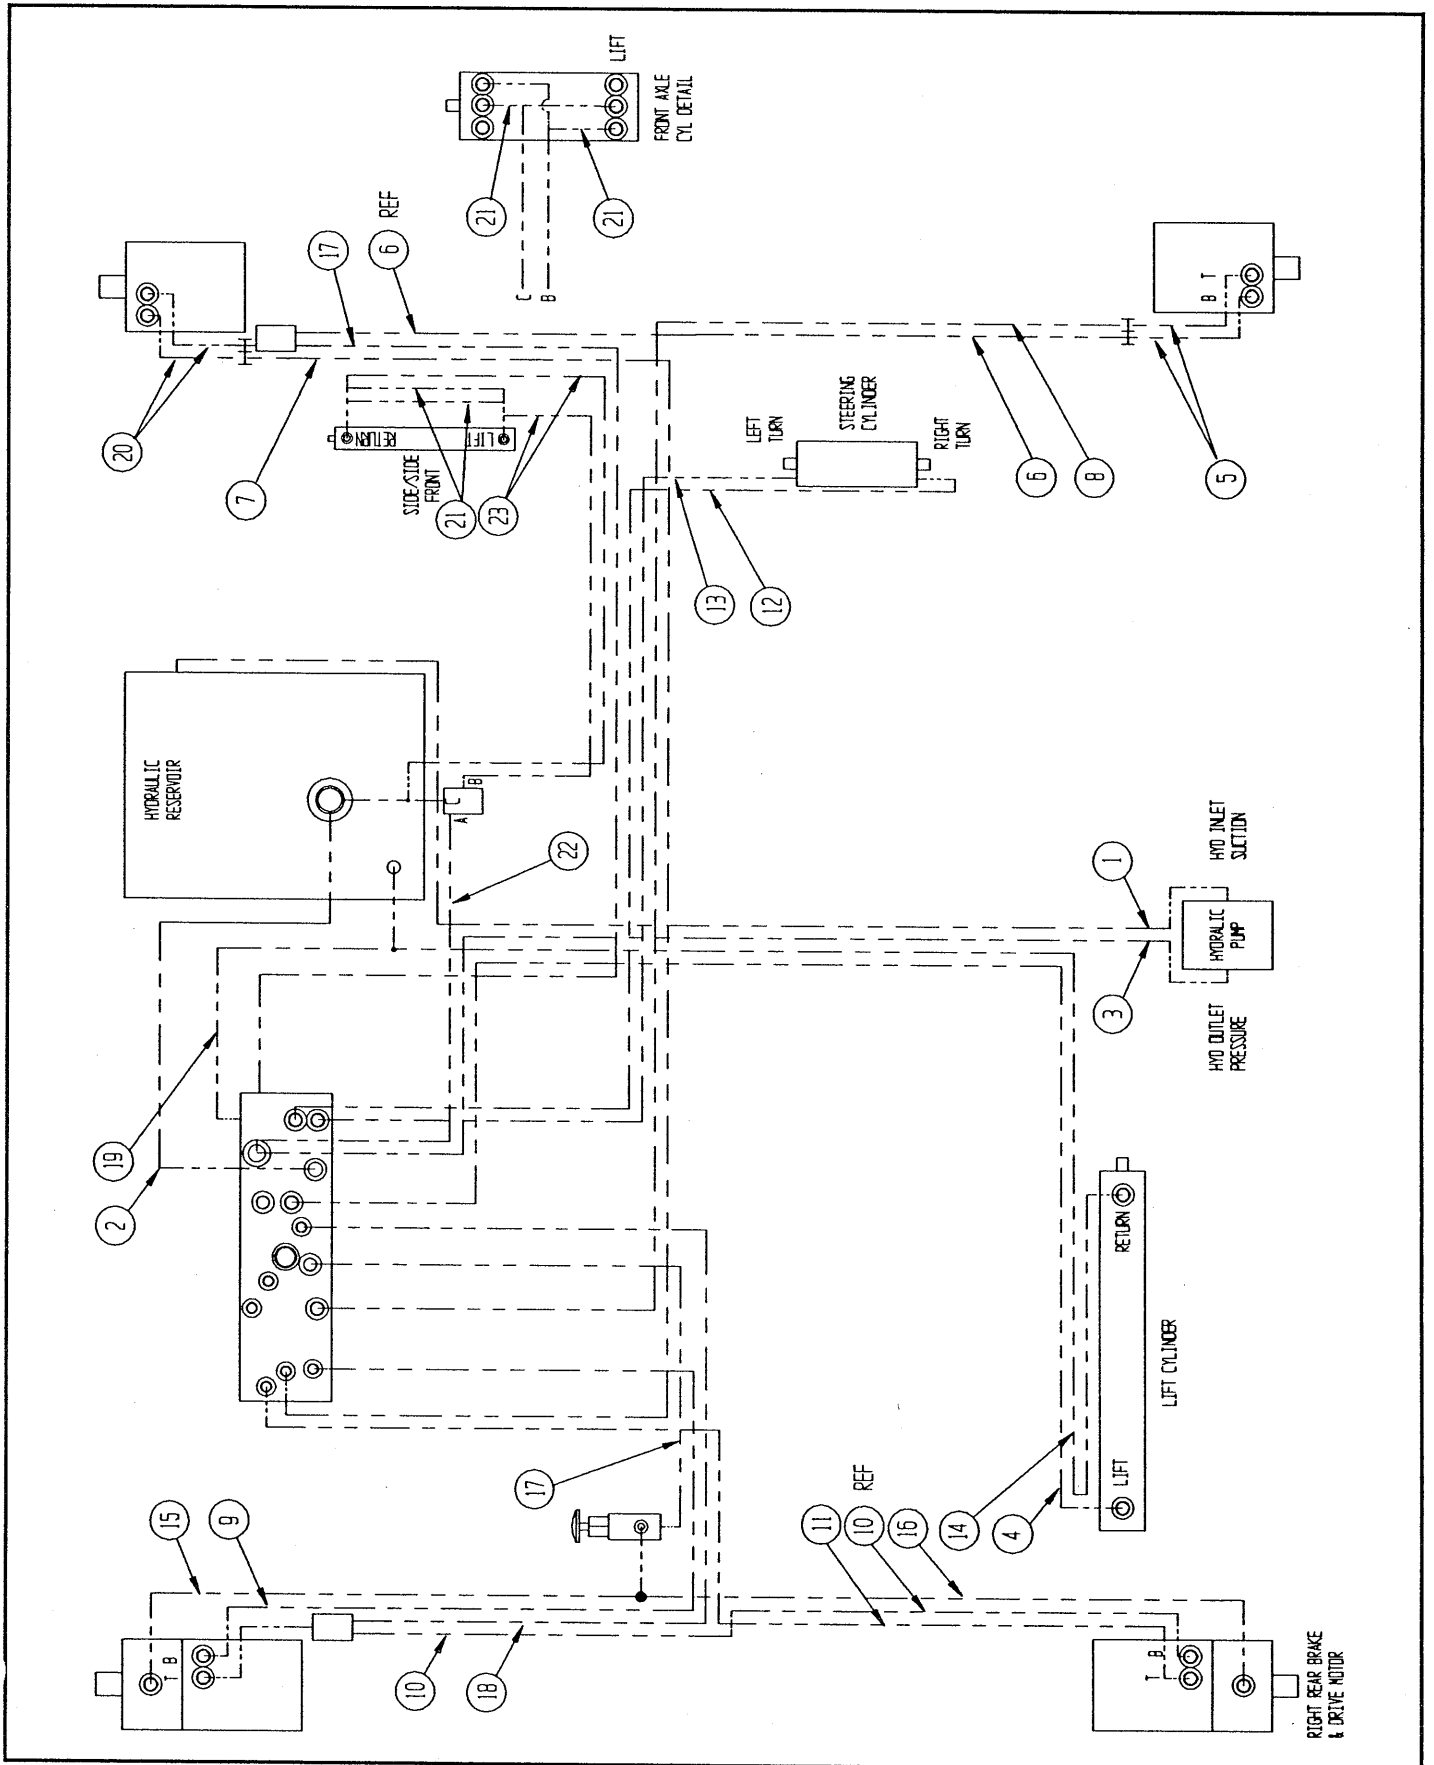 LIFT
FRONT AXLE
CYL DETAIL
21
21
C
B
17
6
REF
20
7
RETURN
LIFT
SIDE/SIDE
FRONT
21
23
B T
LEFT
TURN
STEERING
CYLINDER
RIGHT
TURN
6
8
5
13
12
HYDRAULIC
RESERVOIR
A
B
22
1
HYD INLET
SUCTION
HYDRALIC
PUMP
3
HYD OUTLET
PRESSURE
19
2
RETURN
LIFT
LIFT CYLINDER
17
14
4
15
9
T B
10
18
11
10
REF
16
T B
RIGHT REAR BRAKE
& DRIVE MOTOR